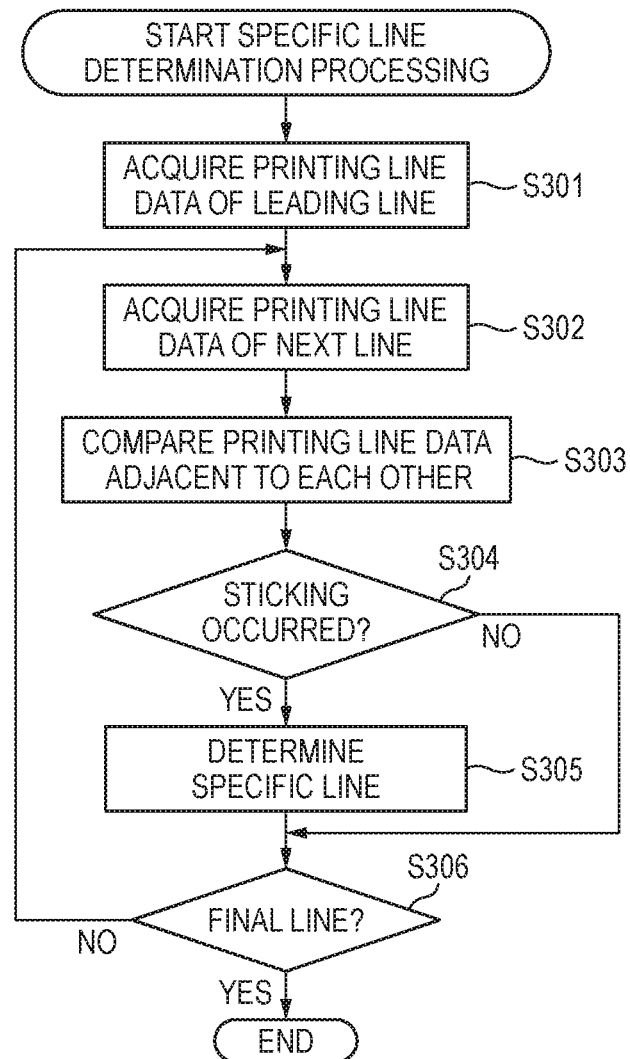 START SPECIFIC LINE
DETERMINATION PROCESSING
ACQUIRE PRINTING LINE
DATA OF LEADING LINE
S301
ACQUIRE PRINTING LINE
DATA OF NEXT LINE
S302
COMPARE PRINTING LINE DATA
ADJACENT TO EACH OTHER
S303
S304
STICKING
OCCURRED?
NO
YES
DETERMINE
SPECIFIC LINE
S305
S306
FINAL LINE?
NO
YES
END